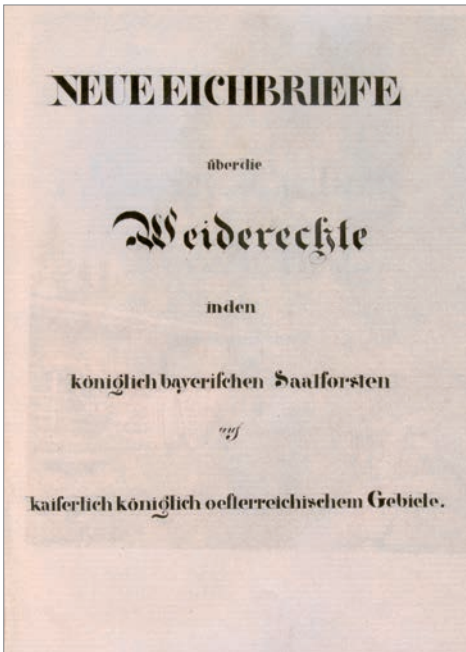 NEUE EICHBRIEFE
über die
Weiderechte
in den
königlich bayerischen Saalforsten
auf
kaiserlich königlich oesterreichischem Gebiete.